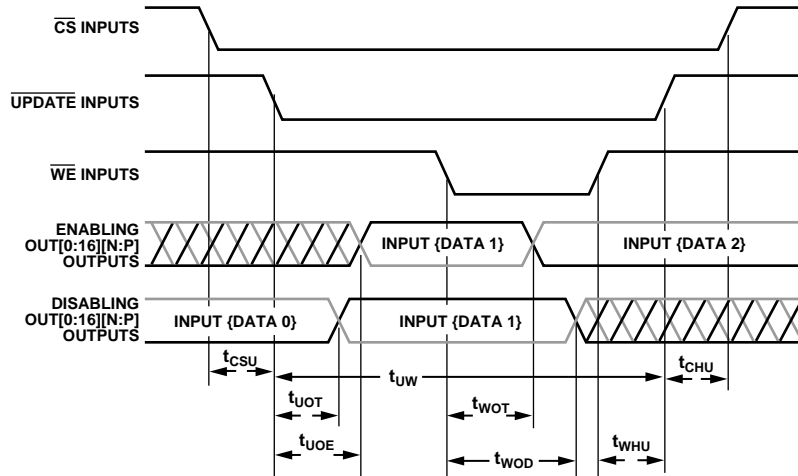 CS INPUTS
UPDATE INPUTS
WE INPUTS
ENABLING
OUT[0:16][N:P]
OUTPUTS
INPUT {DATA 1}
INPUT {DATA 2}
DISABLING
OUT[0:16][N:P]
OUTPUTS
INPUT {DATA 0}
INPUT {DATA 1}
tCSU
tUW
tCHU
tUOT
tWOT
tUOE
tWOD
tWHU